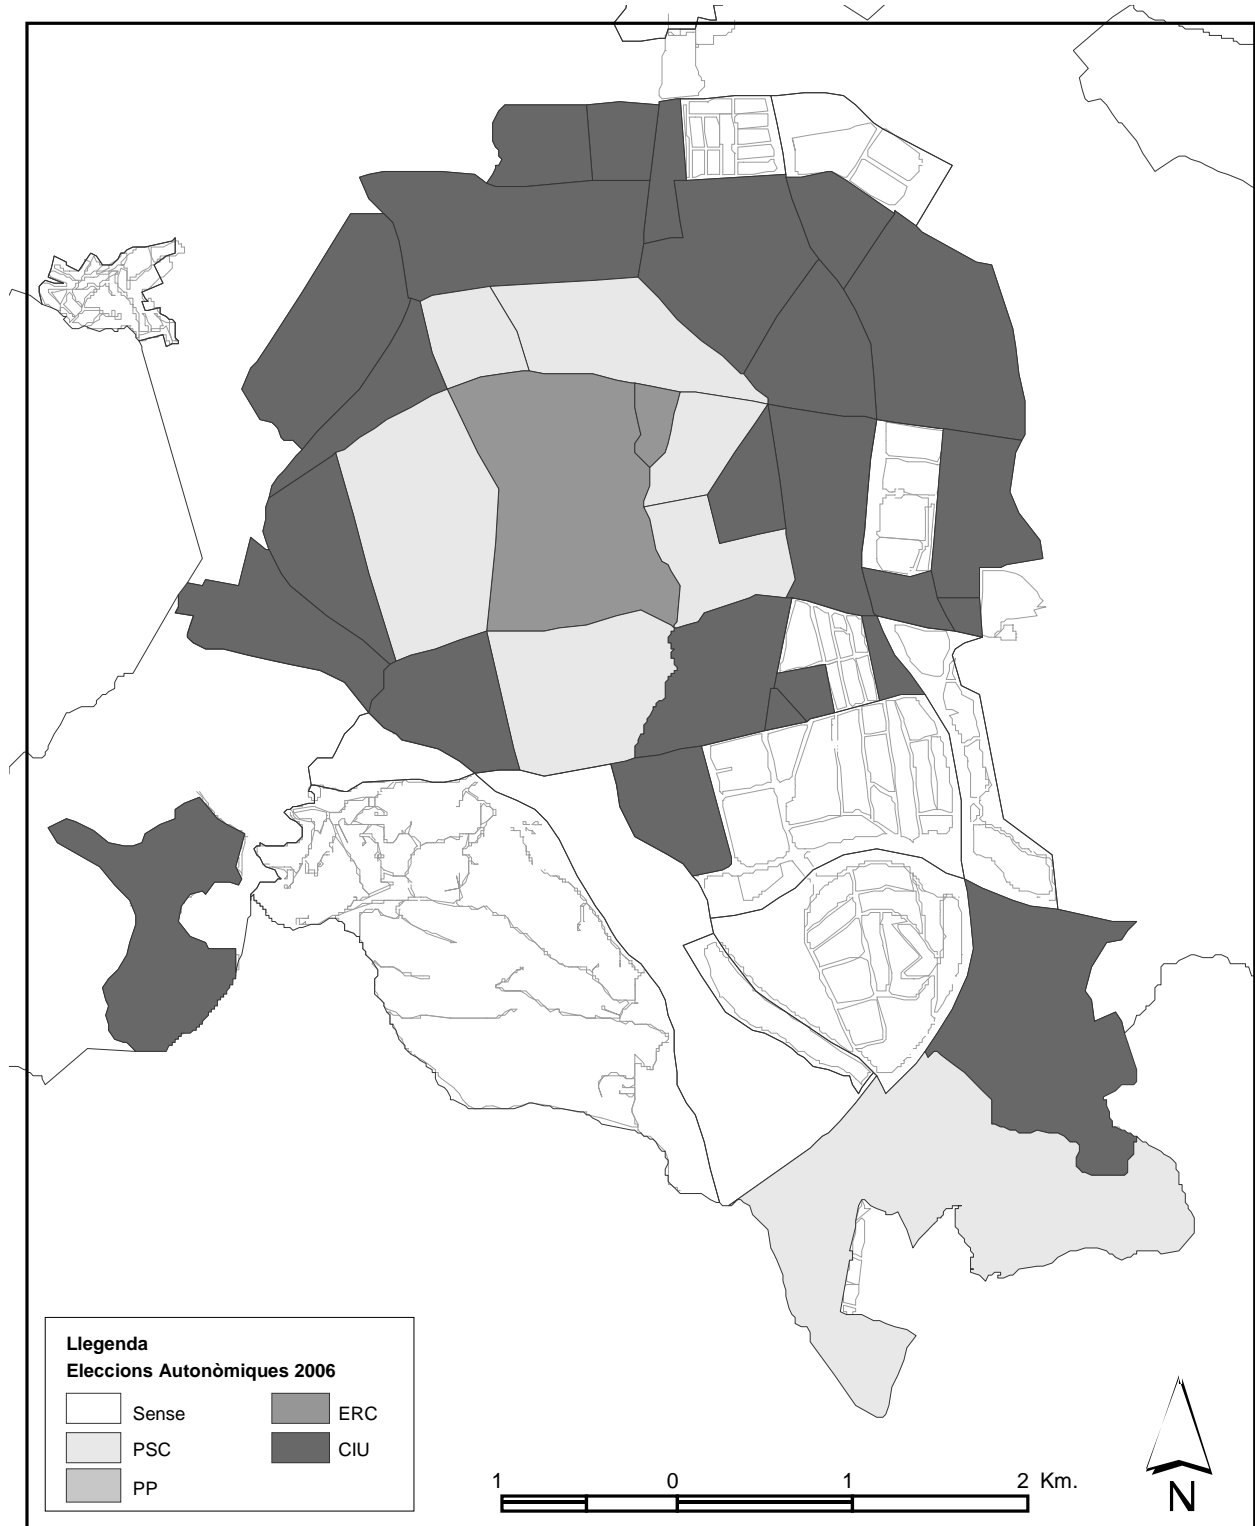 Llegenda
Eleccions Autonòmiques 2006
Sense
ERC
PSC
CIU
PP
1 0 1 2 Km.
N